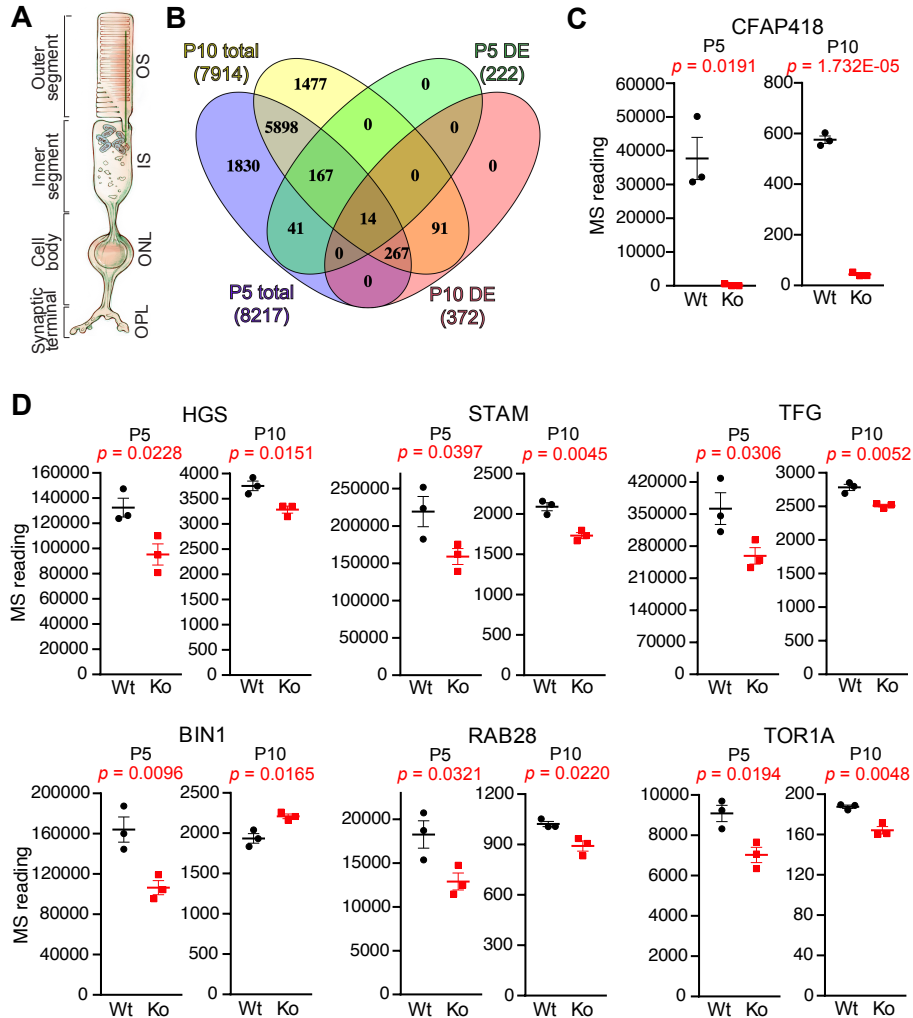 A
Outer
segment
OS
Inner
segment
IS
Cell
body
ONL
Synaptic
terminal
OPL
B
P10 total
(7914)
P5 DE
(222)
1477
0
5898
0
0
1830
167
0
0
14
41
91
0
267
0
P5 total
(8217)
P10 DE
(372)
C
CFAP418
P5
P10
p = 0.0191
p = 1.732E-05
MS reading
60000
50000
40000
30000
20000
10000
0
Wt Ko
800
600
400
200
0
Wt Ko
D
HGS
P5
P10
p = 0.0228
p = 0.0151
MS reading
160000
140000
120000
100000
80000
60000
40000
20000
0
Wt Ko
4000
3500
3000
2500
2000
1500
1000
500
0
Wt Ko
STAM
P5
P10
p = 0.0397
p = 0.0045
250000
200000
150000
100000
50000
0
Wt Ko
2500
2000
1500
1000
500
0
Wt Ko
TFG
P5
P10
p = 0.0306
p = 0.0052
420000
350000
280000
210000
140000
70000
0
Wt Ko
3000
2500
2000
1500
1000
500
0
Wt Ko
BIN1
P5
P10
p = 0.0096
p = 0.0165
MS reading
200000
160000
120000
80000
40000
0
Wt Ko
2500
2000
1500
1000
500
0
Wt Ko
RAB28
P5
P10
p = 0.0321
p = 0.0220
20000
15000
10000
5000
0
Wt Ko
1200
900
600
300
0
Wt Ko
TOR1A
P5
P10
p = 0.0194
p = 0.0048
10000
8000
6000
4000
2000
0
Wt Ko
200
160
120
80
40
0
Wt Ko